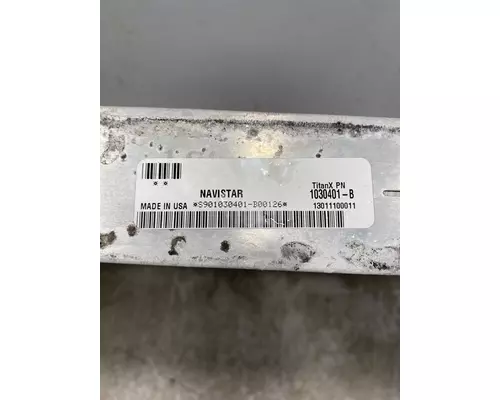 **
NAVISTAR
TitanX PN
1030401-B
MADE IN USA *S901030401-B00126*
13011100011